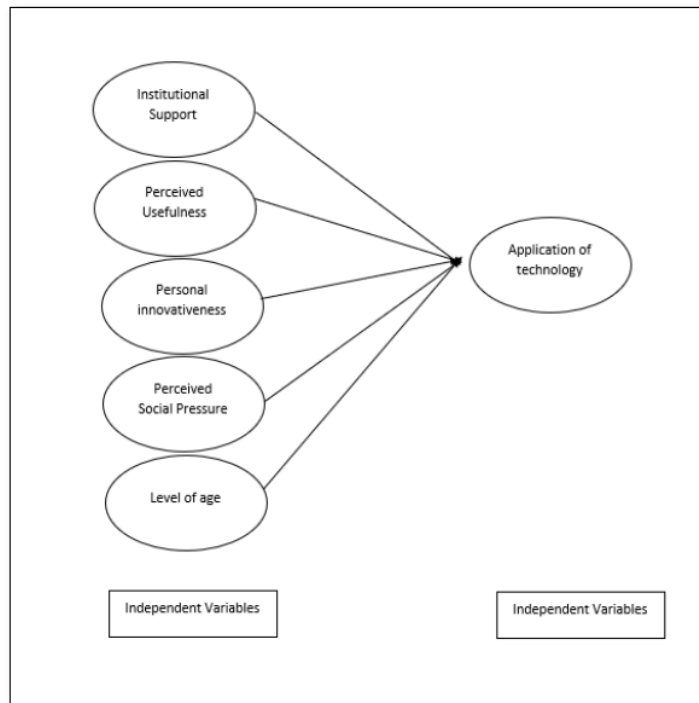 Institutional
Support
Perceived
Usefulness
Personal
innovativeness
Perceived
Social Pressure
Level of age
Application of
technology
Independent Variables
Independent Variables